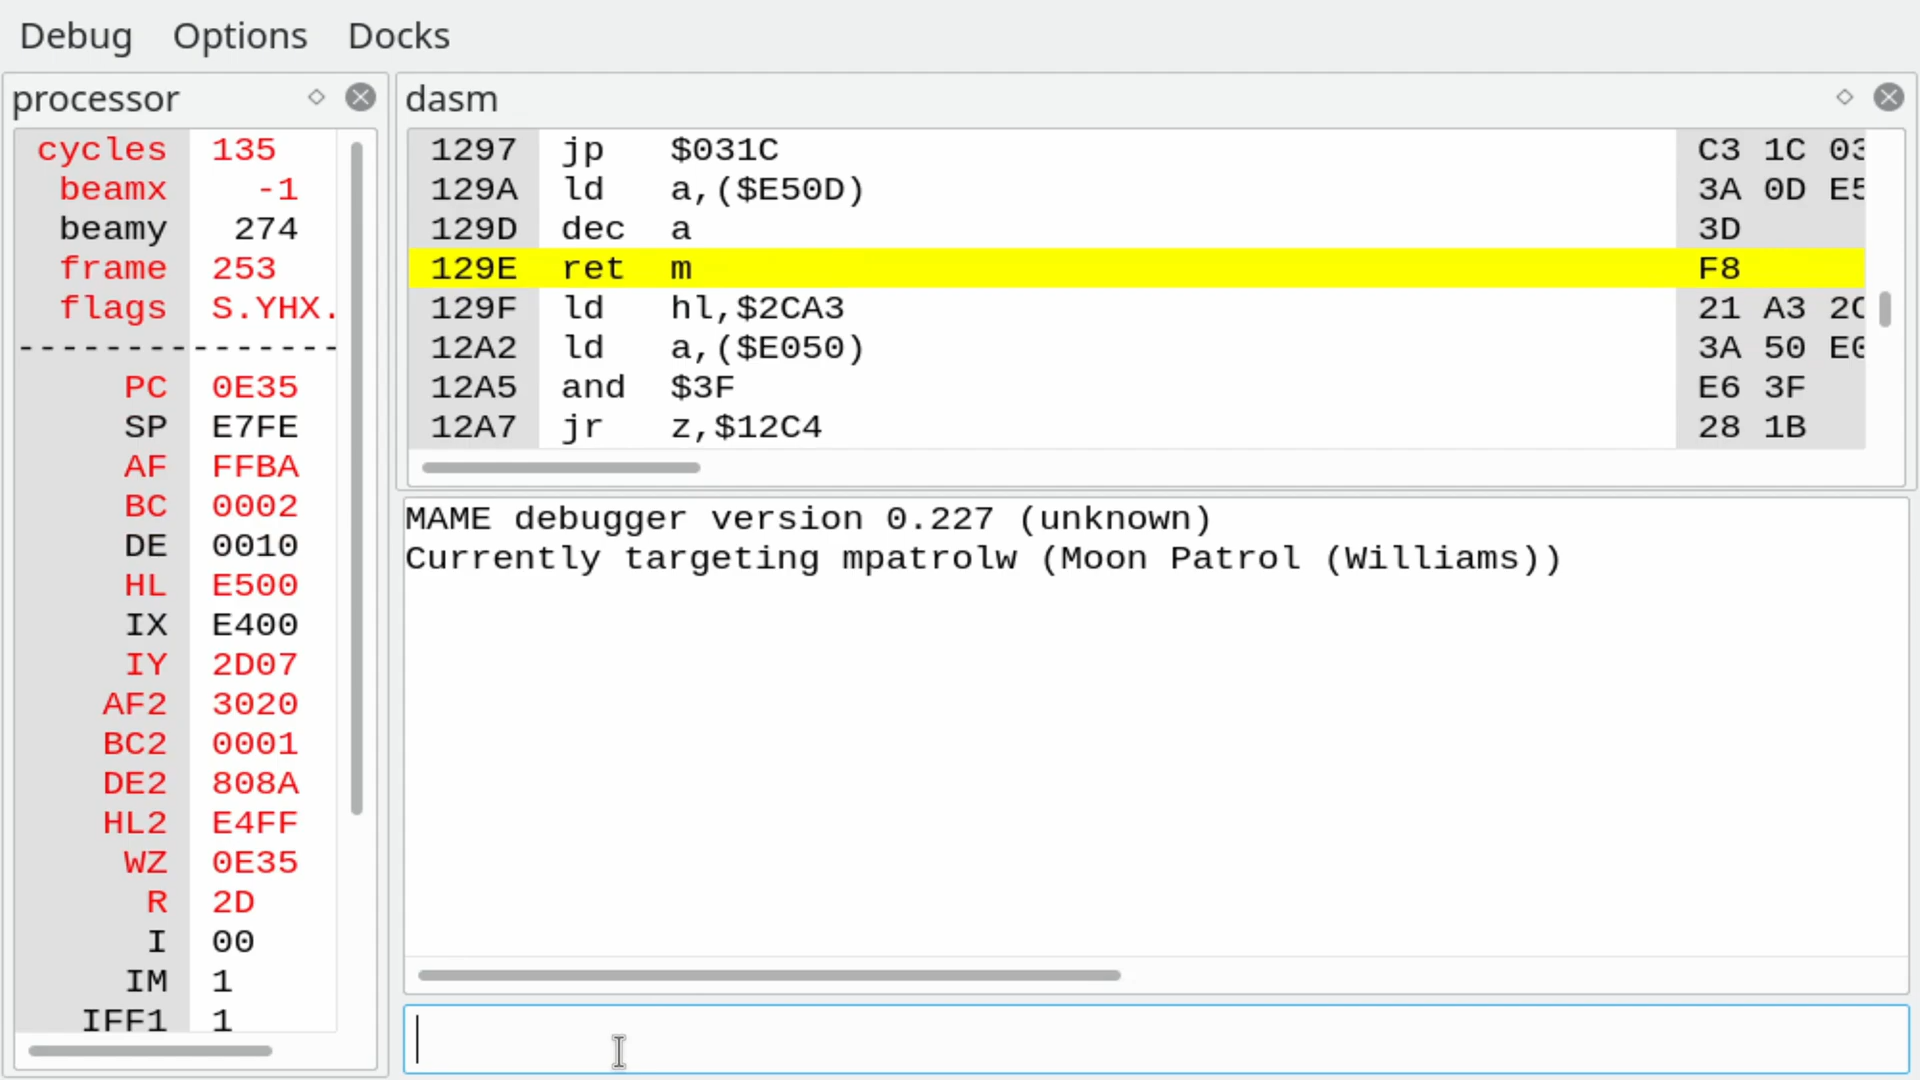 Debug Options Docks
processor
cycles 135
beamx -1
beamy 274
frame 253
flags S.YHX.
PC 0E35
SP E7FE
AF FFBA
BC 0002
DE 0010
HL E500
IX E400
IY 2D07
AF2 3020
BC2 0001
DE2 808A
HL2 E4FF
WZ 0E35
R 2D
I 00
IM 1
IFF1 1
dasm
1297 jp $031C C3 1C 03
129A ld a,($E50D) 3A 0D E5
129D dec a 3D
129E ret m F8
129F ld hl,$2CA3 21 A3 2C
12A2 ld a,($E050) 3A 50 E0
12A5 and $3F E6 3F
12A7 jr z,$12C4 28 1B
MAME debugger version 0.227 (unknown)
Currently targeting mpatrolw (Moon Patrol (Williams))